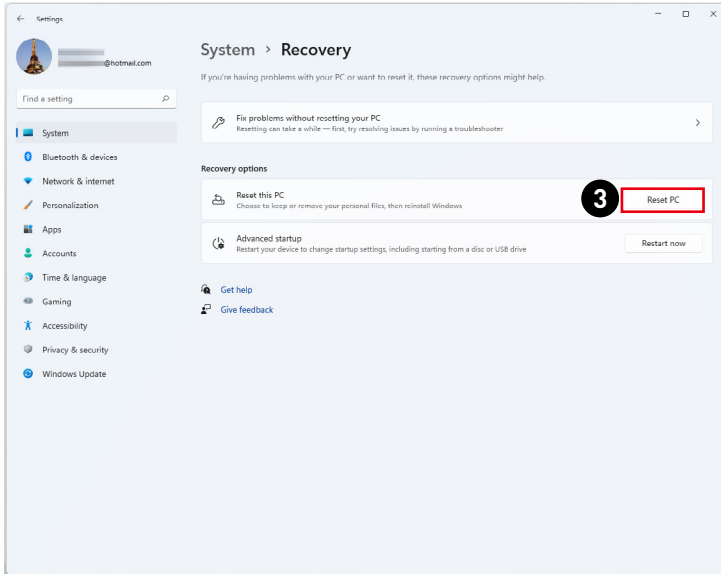 Settings
@hotmail.com
Find a setting
System
Bluetooth & devices
Network & internet
Personalization
Apps
Accounts
Time & language
Gaming
Accessibility
Privacy & security
Windows Update
System > Recovery
If you're having problems with your PC or want to reset it, these recovery options might help.
Fix problems without resetting your PC
Resetting can take a while — first, try resolving issues by running a troubleshooter
Recovery options
Reset this PC
Choose to keep or remove your personal files, then reinstall Windows
3
Reset PC
Advanced startup
Restart your device to change startup settings, including starting from a disc or USB drive
Restart now
Get help
Give feedback